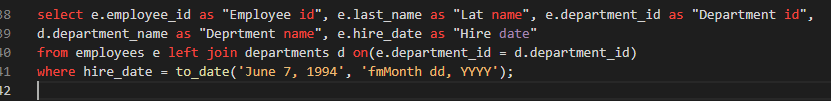 38 select e.employee_id as "Employee id", e.last_name as "Lat name", e.department_id as "Department id",
39 d.department_name as "Deprtment name", e.hire_date as "Hire date"
40 from employees e left join departments d on(e.department_id = d.department_id)
41 where hire_date = to_date('June 7, 1994', 'fmMonth dd, YYYY');
42